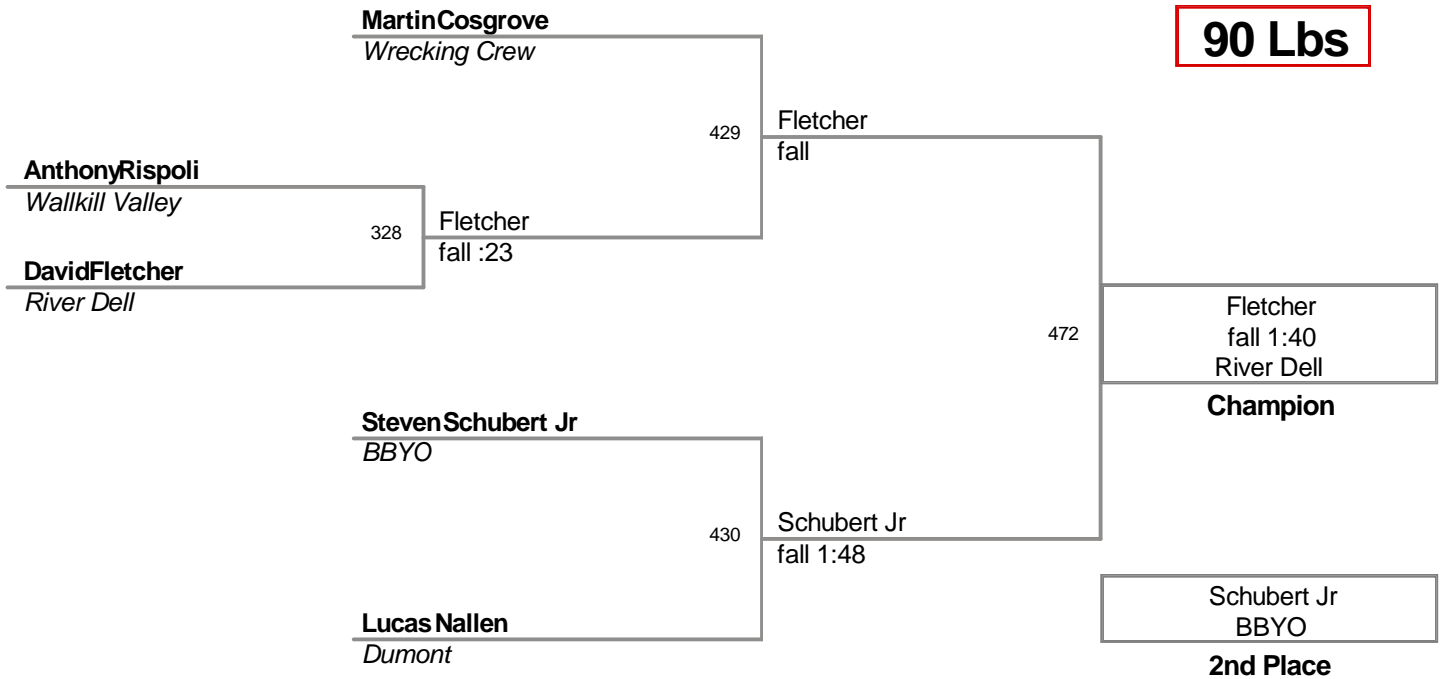 MartinCosgrove
Wrecking Crew
90 Lbs
429
Fletcher
fall
AnthonyRispoli
Wallkill Valley
328
Fletcher
fall :23
DavidFletcher
River Dell
472
Fletcher
fall 1:40
River Dell
Champion
StevenSchubert Jr
BBYO
430
Schubert Jr
fall 1:48
Lucas Nallen
Dumont
Schubert Jr
BBYO
2nd Place